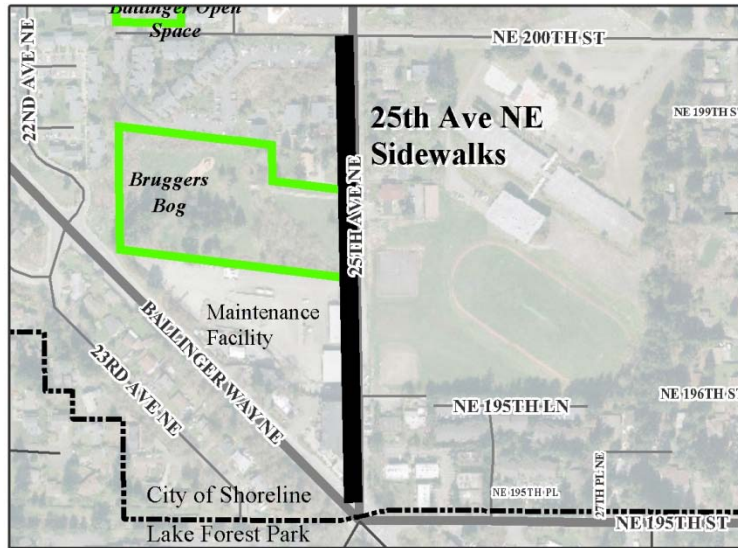 Ballinger Open
Space
NE 200TH ST
22ND AVE NE
25th Ave NE
Sidewalks
NE 199TH ST
Bruggers
Bog
25TH AVE NE
Maintenance
Facility
BALLINGER WAY NE
23RD AVE NE
NE 196TH ST
NE 195TH LN
City of Shoreline
NE 195TH PL
27TH PL NE
Lake Forest Park
NE 195TH ST